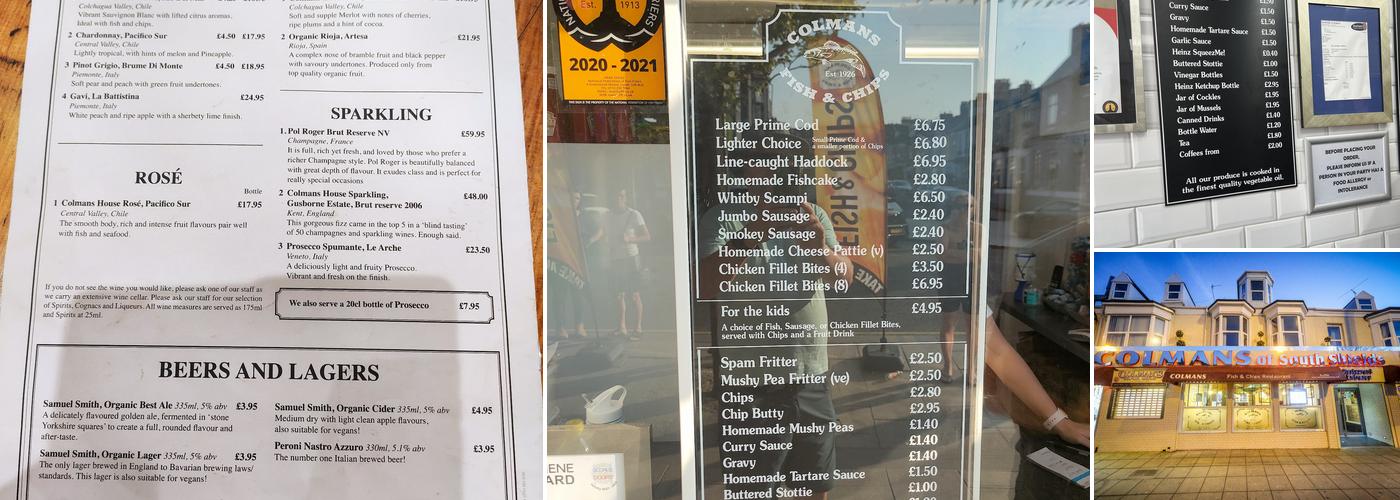 Colchagua Valley, Chile
Vibrant Sauvignon Blanc with lifted citrus aromas.
Ideal with fish and chips.
2 Chardonnay, Pacifico Sur £4.50 £17.95
Central Valley, Chile
Lightly tropical, with hints of melon and Pineapple.
3 Pinot Grigio, Brume Di Monte £4.50 £18.95
Piemonte, Italy
Soft pear and peach with green fruit undertones.
4 Gavi, La Battistina £24.95
Piemonte, Italy
White peach and ripe apple with a sherbety lime finish.
ROSÉ
Bottle
1 Colmans House Rosé, Pacifico Sur £17.95
Central Valley, Chile
The smooth body, rich and intense fruit flavours pair well
with fish and seafood.
If you do not see the wine you would like, please ask one of our staff as
we carry an extensive wine cellar. Please ask our staff for our selection
of Spirits, Cognacs and Liqueurs. All wine measures are served as 175ml
and Spirits at 25ml.
Colchagua Valley, Chile
Soft and supple Merlot with notes of cherries,
ripe plums and a hint of cocoa.
2 Organic Rioja, Artesa £21.95
Rioja, Spain
A complex nose of bramble fruit and black pepper
with savoury undertones. Produced only from
top quality organic fruit.
SPARKLING
1. Pol Roger Brut Reserve NV £59.95
Champagne, France
It is full, rich yet fresh, and loved by those who prefer a
richer Champagne style. Pol Roger is beautifully balanced
with great depth of flavour. It exudes class and is perfect for
really special occasions
2 Colmans House Sparkling, £48.00
Gusborne Estate, Brut reserve 2006
Kent, England
This gorgeous fizz came in the top 5 in a 'blind tasting'
of 50 champagnes and sparkling wines. Enough said.
3 Prosecco Spumante, Le Arche £23.50
Veneto, Italy
A deliciously light and fruity Prosecco.
Vibrant and fresh on the finish.
We also serve a 20cl bottle of Prosecco £7.95
BEERS AND LAGERS
Samuel Smith, Organic Best Ale 335ml, 5% abv £3.95
A delicately flavoured golden ale, fermented in 'stone
Yorkshire squares' to create a full, rounded flavour and
after-taste.
Samuel Smith, Organic Lager 335ml, 5% abv £3.95
The only lager brewed in England to Bavarian brewing laws/
standards. This lager is also suitable for vegans!
Samuel Smith, Organic Cider 335ml, 5% abv £4.95
Medium dry with light clean apple flavours,
also suitable for vegans!
Peroni Nastro Azzuro 330ml, 5.1% abv £3.95
The number one Italian brewed beer!
Est. 1913
2020 - 2021
COLMANS
Est 1926
FISH & CHIPS
Large Prime Cod £6.75
Lighter Choice Small Prime Cod & £6.80
a smaller portion of Chips
Line-caught Haddock £6.95
Homemade Fishcake £2.80
Whitby Scampi £6.50
Jumbo Sausage £2.40
Smokey Sausage £2.40
Homemade Cheese Pattie (v) £2.50
Chicken Fillet Bites (4) £3.50
Chicken Fillet Bites (8) £6.95
For the kids £4.95
A choice of Fish, Sausage, or Chicken Fillet Bites,
served with Chips and a Fruit Drink
Spam Fritter £2.50
Mushy Pea Fritter (ve) £2.50
Chips £2.80
Chip Butty £2.95
Homemade Mushy Peas £1.40
Curry Sauce £1.40
Gravy £1.40
Homemade Tartare Sauce £1.50
Buttered Stottie £1.00
FISH & CHIPS
TAKE
Curry Sauce £1.50
Gravy £1.50
Homemade Tartare Sauce £1.50
Garlic Sauce £1.50
Heinz SqueezeMe! £0.40
Buttered Stottie £1.00
Vinegar Bottles £1.50
Heinz Ketchup Bottle £2.95
Jar of Cockles £1.95
Jar of Mussels £1.95
Canned Drinks £1.40
Bottle Water £1.20
Tea £1.80
Coffees from £2.00
All our produce is cooked in
the finest quality vegetable oil.
BEFORE PLACING YOUR
ORDER,
PLEASE INFORM US IF A
PERSON IN YOUR PARTY HAS A
FOOD ALLERGY or
INTOLERANCE
COLMANS of South Shields
COLMANS Fish & Chips Restaurant